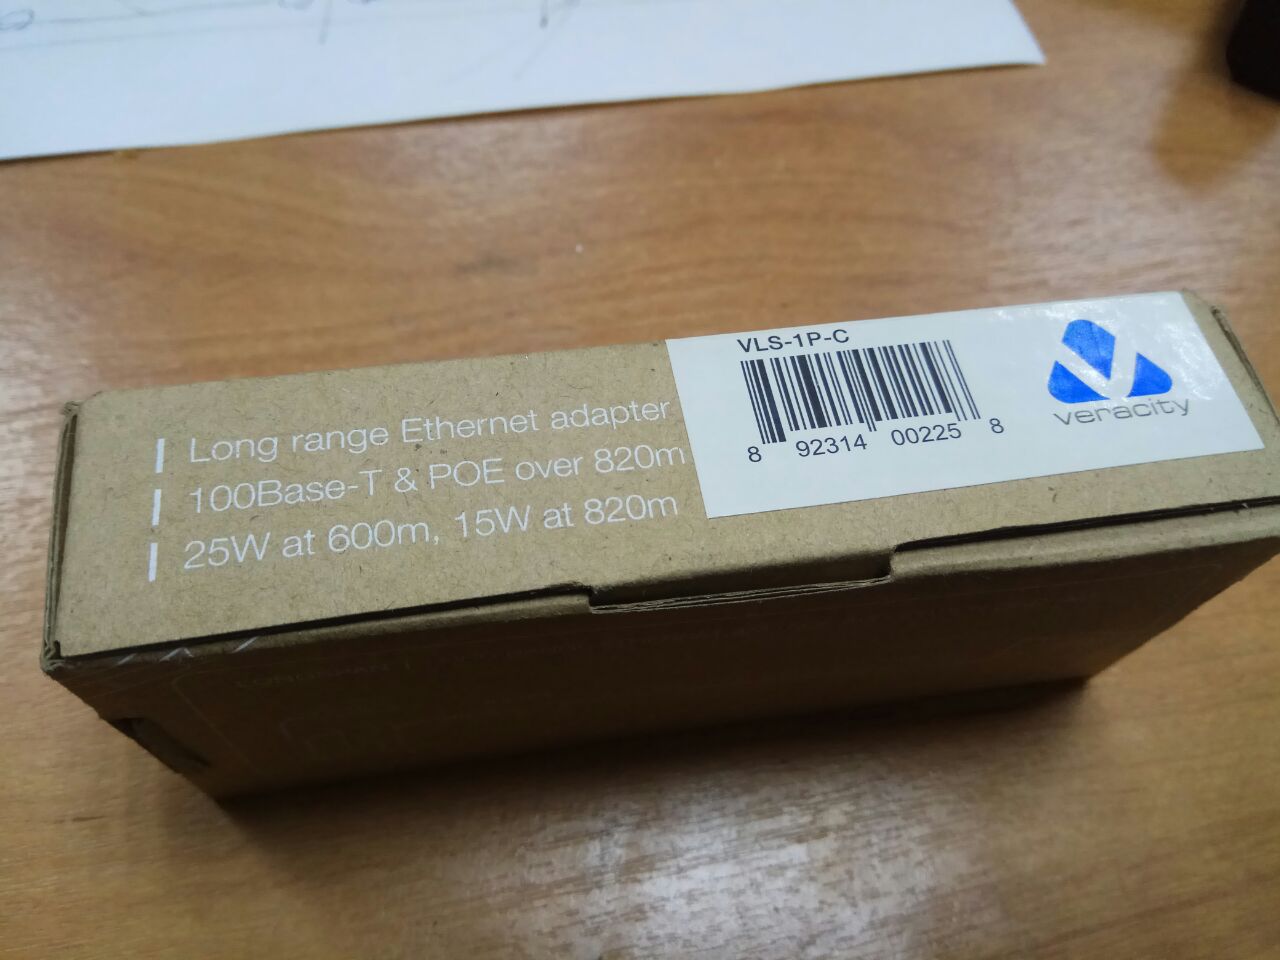 Long range Ethernet adapter
100Base-T & POE over 820m
25W at 600m, 15W at 820m
VLS-1P-C
8 92314 00225 8
veracity